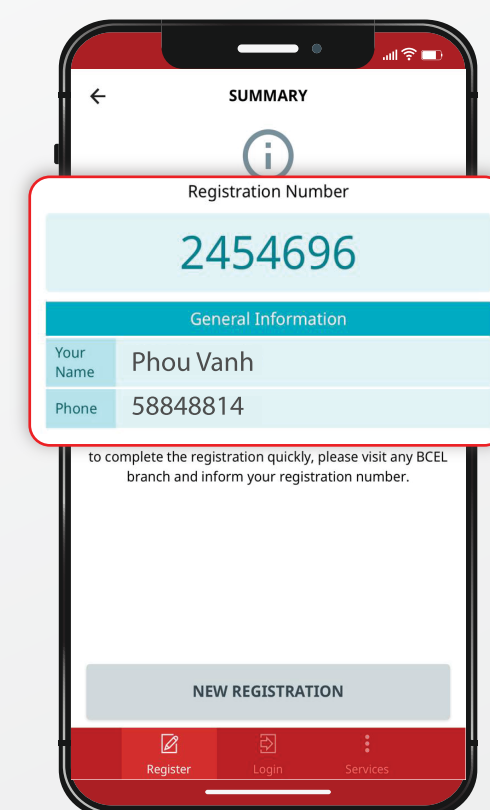 SUMMARY
Registration Number
2454696
General Information
Your
Name
Phou Vanh
Phone
58848814
to complete the registration quickly, please visit any BCEL
branch and inform your registration number.
NEW REGISTRATION
Register
Login
Services